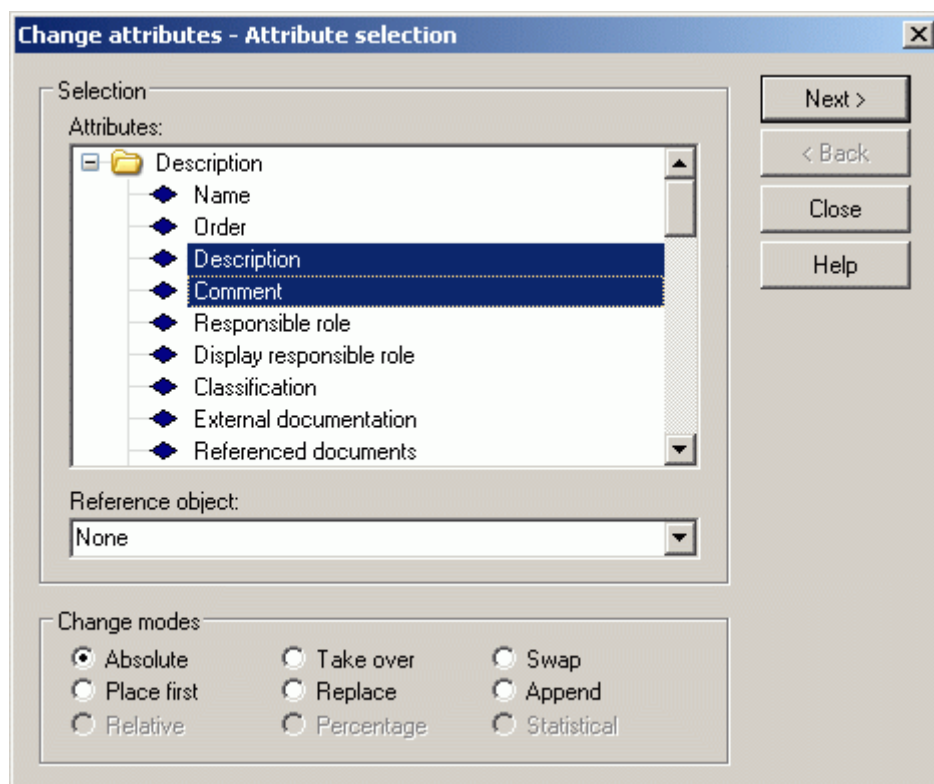 Change attributes - Attribute selection
Selection
Attributes:
Description
Name
Order
Description
Comment
Responsible role
Display responsible role
Classification
External documentation
Referenced documents
Reference object:
None
Next >
< Back
Close
Help
Change modes
Absolute Take over Swap
Place first Replace Append
Relative Percentage Statistical